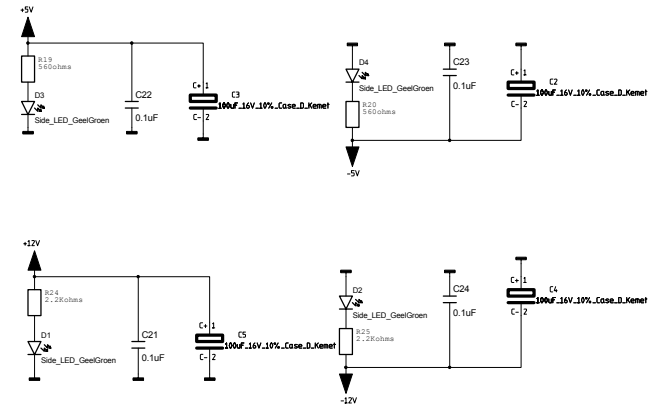 +5V
R19
560ohms
D3
Side_LED_GeelGroen
C22
0.1uF
C+ 1
C3
100uF_16V_10%_Case_D_Kemet
C- 2
D4
Side_LED_GeelGroen
R20
560ohms
-5V
C23
0.1uF
C+ 1
C2
100uF_16V_10%_Case_D_Kemet
C- 2
+12V
R24
2.2Kohms
D1
Side_LED_GeelGroen
C21
0.1uF
C+ 1
C5
100uF_16V_10%_Case_D_Kemet
C- 2
D2
Side_LED_GeelGroen
R25
2.2Kohms
-12V
C24
0.1uF
C+ 1
C4
100uF_16V_10%_Case_D_Kemet
C- 2